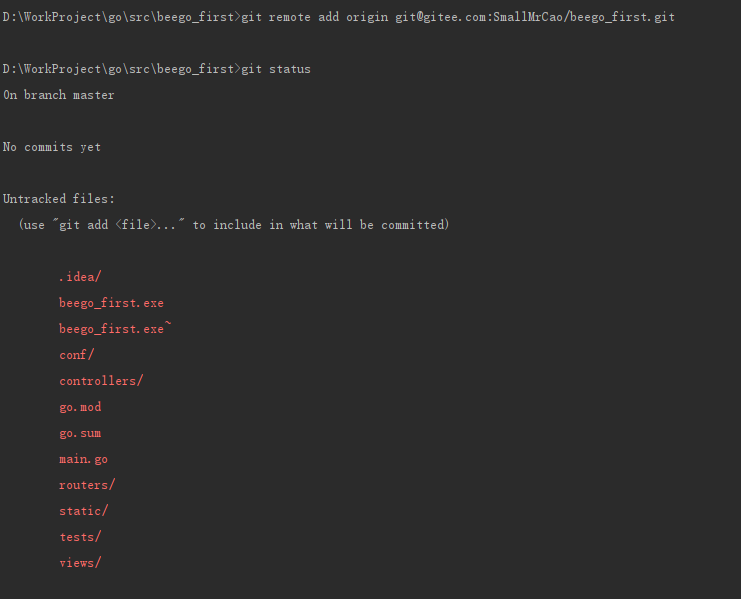 D:\WorkProject\go\src\beego_first>git remote add origin git@gitee.com:SmallMrCao/beego_first.git
D:\WorkProject\go\src\beego_first>git status
On branch master
No commits yet
Untracked files:
(use "git add <file>..." to include in what will be committed)
.idea/
beego_first.exe
beego_first.exe~
conf/
controllers/
go.mod
go.sum
main.go
routers/
static/
tests/
views/